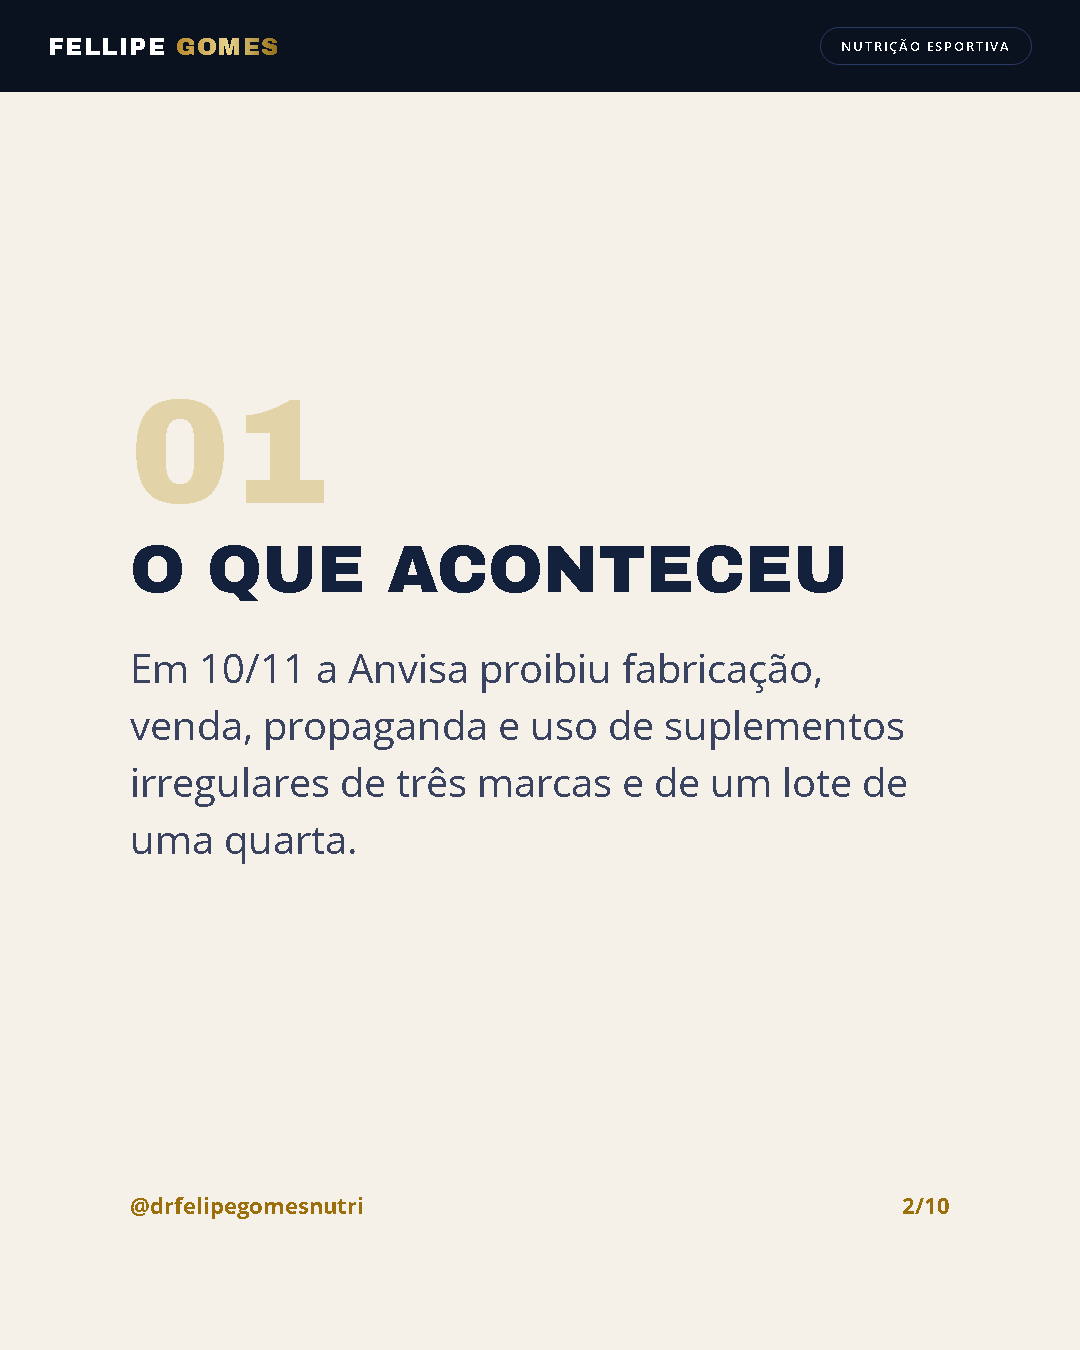 FELLIPE GOMES
NUTRIÇÃO ESPORTIVA
01
O QUE ACONTECEU
Em 10/11 a Anvisa proibiu fabricação,
venda, propaganda e uso de suplementos
irregulares de três marcas e de um lote de
uma quarta.
@drfelipegomesnutri
2/10